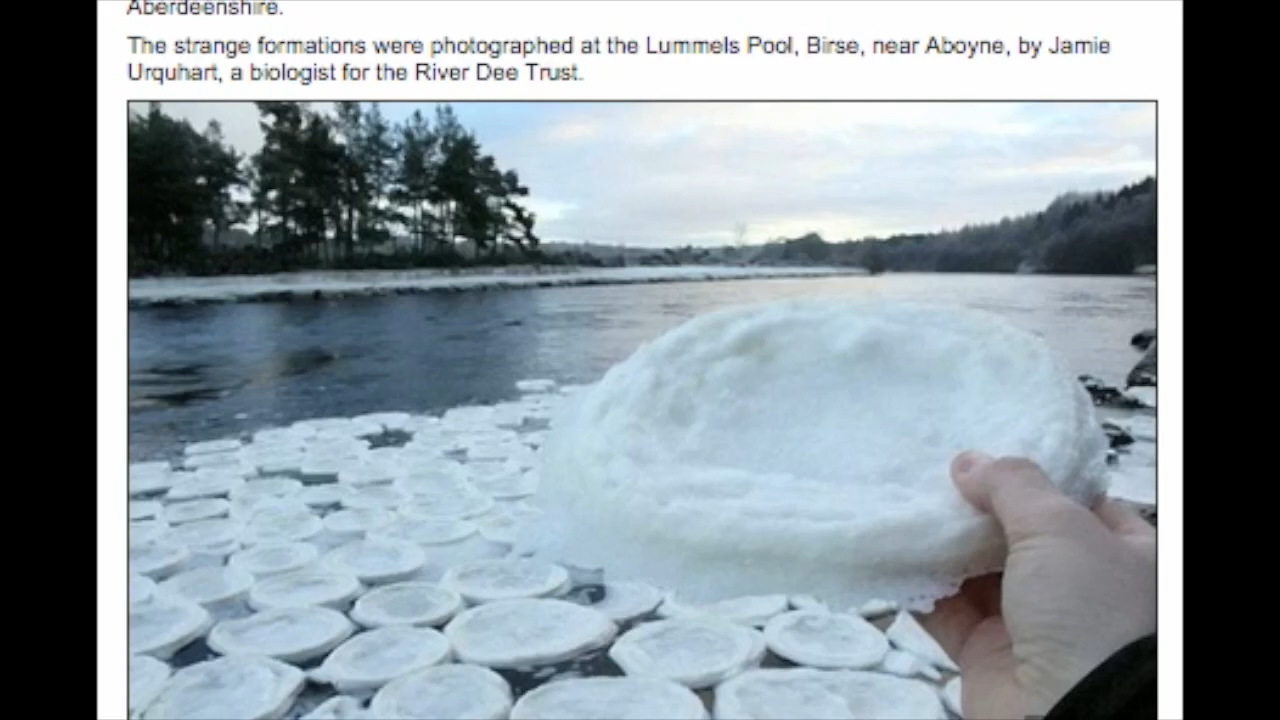 Aberdeenshire.
The strange formations were photographed at the Lummels Pool, Birse, near Aboyne, by Jamie
Urquhart, a biologist for the River Dee Trust.